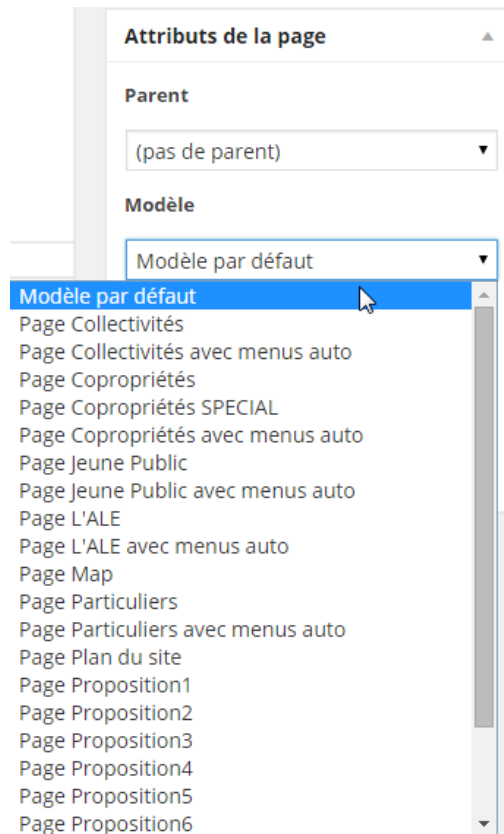 Attributs de la page
Parent
(pas de parent)
Modèle
Modèle par défaut
Modèle par défaut
Page Collectivités
Page Collectivités avec menus auto
Page Copropriétés
Page Copropriétés SPECIAL
Page Copropriétés avec menus auto
Page Jeune Public
Page Jeune Public avec menus auto
Page L'ALE
Page L'ALE avec menus auto
Page Map
Page Particuliers
Page Particuliers avec menus auto
Page Plan du site
Page Proposition1
Page Proposition2
Page Proposition3
Page Proposition4
Page Proposition5
Page Proposition6